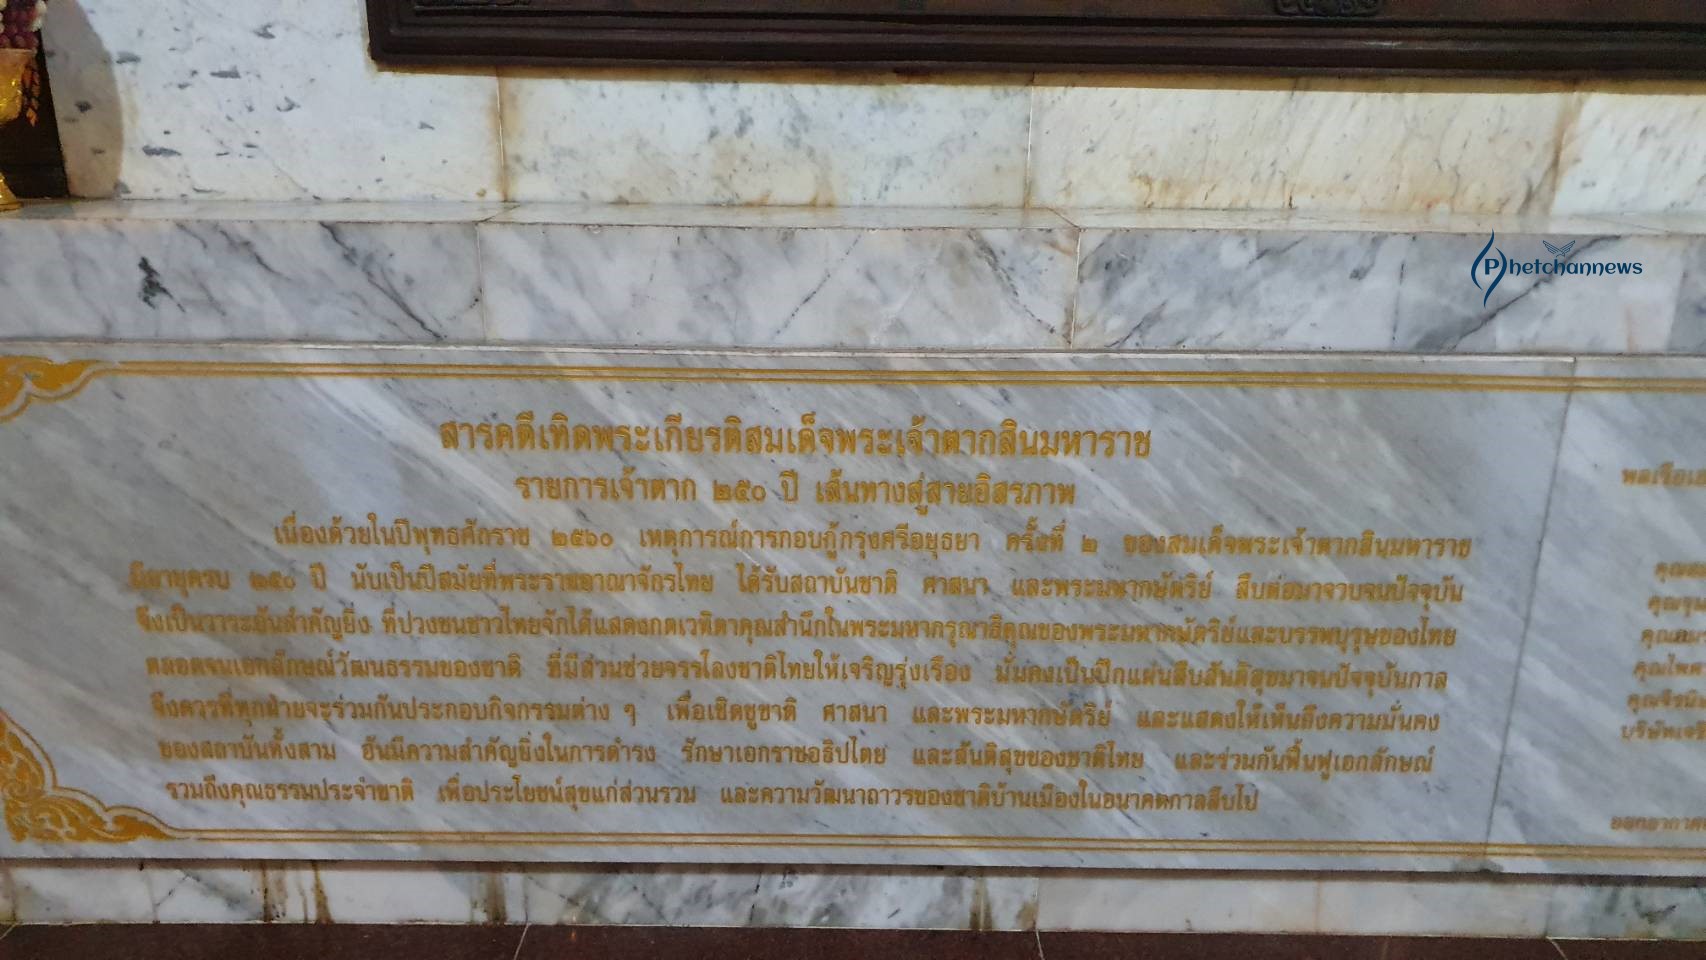 Phetchannews
สารคดีเทิดพระเกียรติสมเด็จพระเจ้าตากสินมหาราช
รายการเจ้าตาก ๒๕๐ ปี เส้นทางสู่สายอิสรภาพ
เนื่องด้วยในปีพุทธศักราช ๒๕๖๐ เหตุการณ์การกอบกู้กรุงศรีอยุธยา ครั้งที่ ๒ ของสมเด็จพระเจ้าตากสินมหาราช
มีอายุครบ ๒๕๐ ปี นับเป็นปีสมัยที่พระราชอาณาจักรไทย ได้รับสถาบันชาติ ศาสนา และพระมหากษัตริย์ สืบต่อมาจวบจนปัจจุบัน
จึงเป็นวาระอันสำคัญยิ่ง ที่ปวงชนชาวไทยจักได้แสดงกตเวทิตาคุณสำนึกในพระมหากรุณาธิคุณของพระมหากษัตริย์และบรรพบุรุษของไทย
ตลอดจนเอกลักษณ์วัฒนธรรมของชาติ ที่มีส่วนช่วยจรรโลงชาติไทยให้เจริญรุ่งเรือง มั่นคงเป็นปึกแผ่นสืบสันติสุขมาจนปัจจุบันกาล
จึงควรที่ทุกฝ่ายจะร่วมกันประกอบกิจกรรมต่าง ๆ เพื่อเชิดชูชาติ ศาสนา และพระมหากษัตริย์ และแสดงให้เห็นถึงความมั่นคง
ของสถาบันทั้งสาม อันมีความสำคัญยิ่งในการดำรง รักษาเอกราชอธิปไตย และสันติสุขของชาติไทย และร่วมกันฟื้นฟูเอกลักษณ์
รวมถึงคุณธรรมประจำชาติ เพื่อประโยชน์สุขแก่ส่วนรวม และความวัฒนาถาวรของชาติบ้านเมืองในอนาคตกาลสืบไป